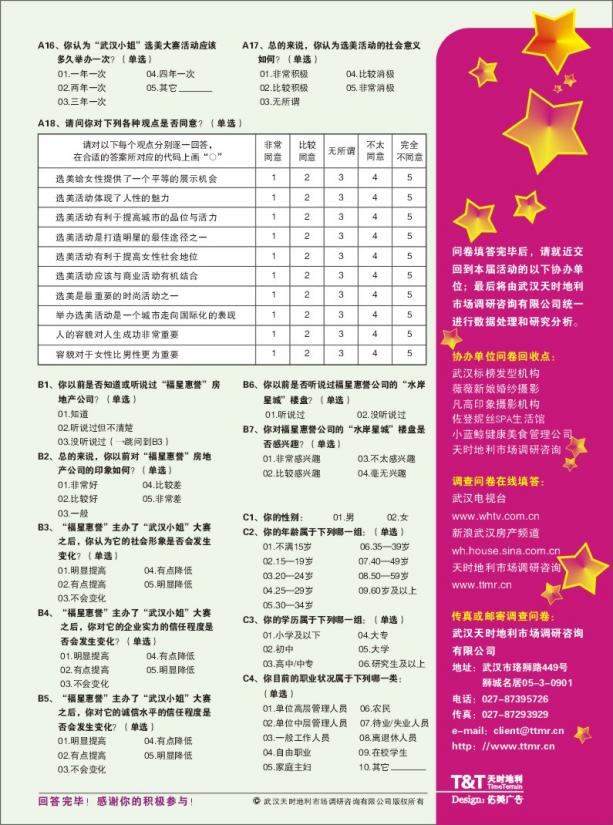 A16、你认为“武汉小姐”选美大赛活动应该
多久举办一次？（单选）
01.一年一次 04.四年一次
02.两年一次 05.其它______
03.三年一次
A17、总的来说，你认为选美活动的社会意义
如何？（单选）
01.非常积极 04.比较消极
02.比较积极 05.非常消极
03.无所谓
A18、请问你对下列各种观点是否同意？（单选）
请对以下每个观点分别逐一回答，
在合适的答案所对应的代码上画“○”
非常同意 比较同意 无所谓 不太同意 完全不同意
选美给女性提供了一个平等的展示机会 1 2 3 4 5
选美活动体现了人性的魅力 1 2 3 4 5
选美活动有利于提高城市的品位与活力 1 2 3 4 5
选美活动是打造明星的最佳途径之一 1 2 3 4 5
选美活动有利于提高女性社会地位 1 2 3 4 5
选美活动应该与商业活动有机结合 1 2 3 4 5
选美是最重要的时尚活动之一 1 2 3 4 5
举办选美活动是一个城市走向国际化的表现 1 2 3 4 5
人的容貌对人生成功非常重要 1 2 3 4 5
容貌对于女性比男性更为重要 1 2 3 4 5
B1、你以前是否知道或听说过“福星惠誉”房
地产公司？（单选）
01.知道
02.听说过但不清楚
03.没听说过（→跳问到B3）
B2、总的来说，你以前对“福星惠誉”房地
产公司的印象如何？（单选）
01.非常好 04.比较差
02.比较好 05.非常差
03.一般
B3、“福星惠誉”主办了“武汉小姐”大赛
之后，你认为它的社会形象是否会发生
变化？（单选）
01.明显提高 04.有点降低
02.有点提高 05.明显降低
03.不会变化
B4、“福星惠誉”主办了“武汉小姐”大赛
之后，你对它的企业实力的信任程度是
否会发生变化？（单选）
01.明显提高 04.有点降低
02.有点提高 05.明显降低
03.不会变化
B5、“福星惠誉”主办了“武汉小姐”大赛
之后，你对它的诚信水平的信任程度是
否会发生变化？（单选）
01.明显提高 04.有点降低
02.有点提高 05.明显降低
03.不会变化
B6、你以前是否听说过福星惠誉公司的“水岸
星城”楼盘？（单选）
01.听说过 02.没听说过
B7、你对福星惠誉公司的“水岸星城”楼盘是
否感兴趣？（单选）
01.非常感兴趣 03.不太感兴趣
02.比较感兴趣 04.毫无兴趣
C1、你的性别： 01.男 02.女
C2、你的年龄属于下列哪一组：（单选）
01.不满15岁 06.35—39岁
02.15—19岁 07.40—49岁
03.20—24岁 08.50—59岁
04.25—29岁 09.60岁及以上
05.30—34岁
C3、你的学历属于下列哪一组：（单选）
01.小学及以下 04.大专
02.初中 05.大学
03.高中/中专 06.研究生及以上
C4、你目前的职业状况属于下列哪一类：
（单选）
01.单位高层管理人员 06.农民
02.单位中层管理人员 07.待业/失业人员
03.一般工作人员 08.离退休人员
04.自由职业 09.在校学生
05.家庭主妇 10.其它______
回答完毕！感谢你的积极参与！
© 武汉天时地利市场调研咨询有限公司版权所有
问卷填答完毕后，请就近交
回到本届活动的以下协办单
位；最后将由武汉天时地利
市场调研咨询有限公司统一
进行数据处理和研究分析。
协办单位问卷回收点：
武汉标榜发型机构
薇薇新娘婚纱摄影
凡高印象摄影机构
佐登妮丝SPA生活馆
小蓝鲸健康美食管理公司
天时地利市场调研咨询
调查问卷在线填答：
武汉电视台
www.whtv.com.cn
新浪武汉房产频道
wh.house.sina.com.cn
天时地利市场调研咨询
www.ttmr.cn
传真或邮寄调查问卷：
武汉天时地利市场调研咨询
有限公司
地址：武汉市珞狮路449号
狮城名居05-3-0901
电话：027-87395726
传真：027-87293929
e-mail：client@ttmr.cn
http：//www.ttmr.cn
T&T 天时地利
TimeTerrain
Design: 佑美广告